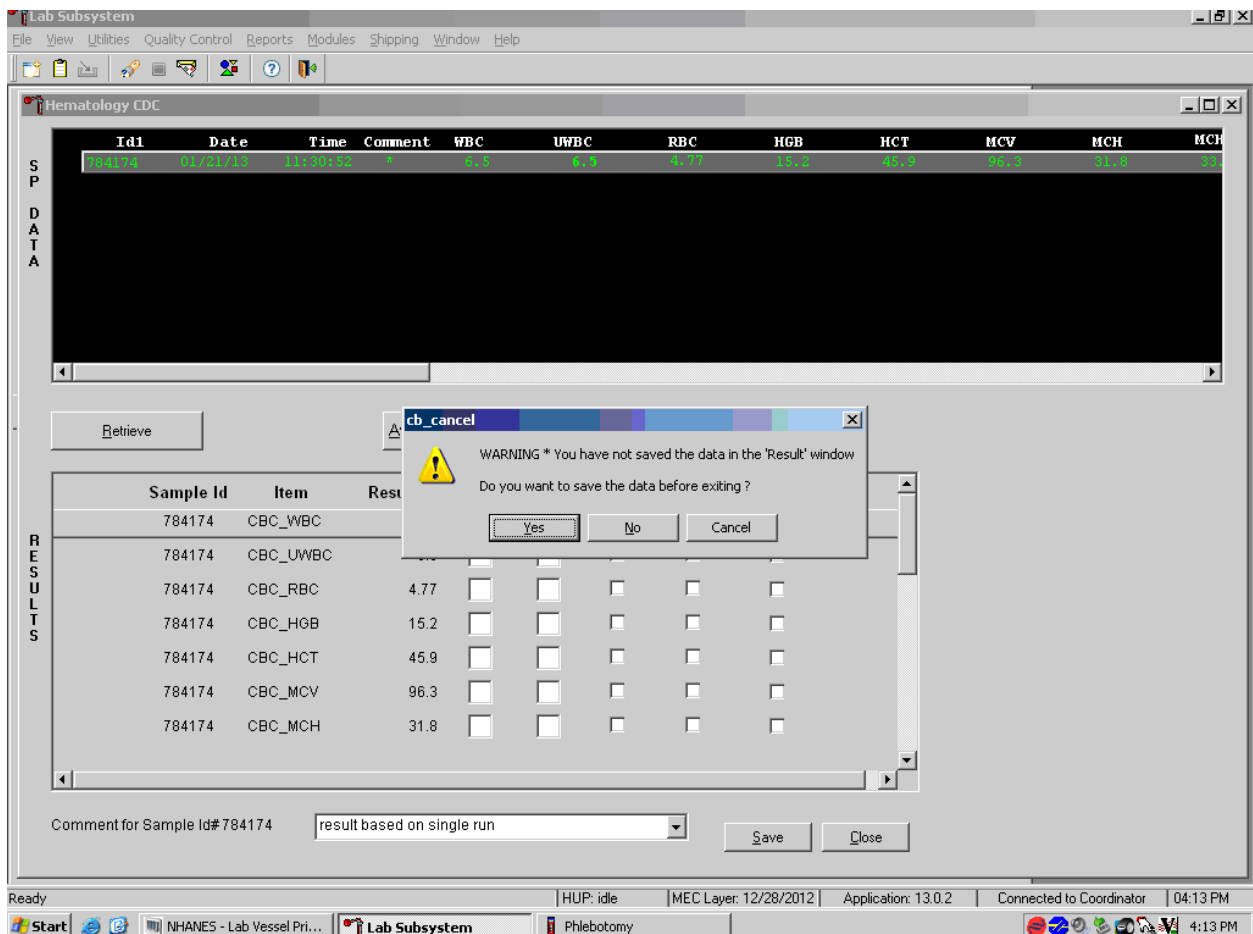 Lab Subsystem
File View Utilities Quality Control Reports Modules Shipping Window Help
Hematology CDC
Id1 Date Time Comment WBC UWBC RBC HGB HCT MCV MCH MCH
784174 01/21/13 11:30:52 * 6.5 6.5 4.77 15.2 45.9 96.3 31.8 33.
SP DATA
Retrieve
cb_cancel
WARNING * You have not saved the data in the 'Result' window
Do you want to save the data before exiting ?
Yes No Cancel
Sample Id Item Resu
784174 CBC_WBC
784174 CBC_UWBC
784174 CBC_RBC 4.77
784174 CBC_HGB 15.2
784174 CBC_HCT 45.9
784174 CBC_MCV 96.3
784174 CBC_MCH 31.8
RESULTS
Comment for Sample Id# 784174 result based on single run
Save Close
Ready HUP: idle MEC Layer: 12/28/2012 Application: 13.0.2 Connected to Coordinator 04:13 PM
Start NHANES - Lab Vessel Pri... Lab Subsystem Phlebotomy 4:13 PM